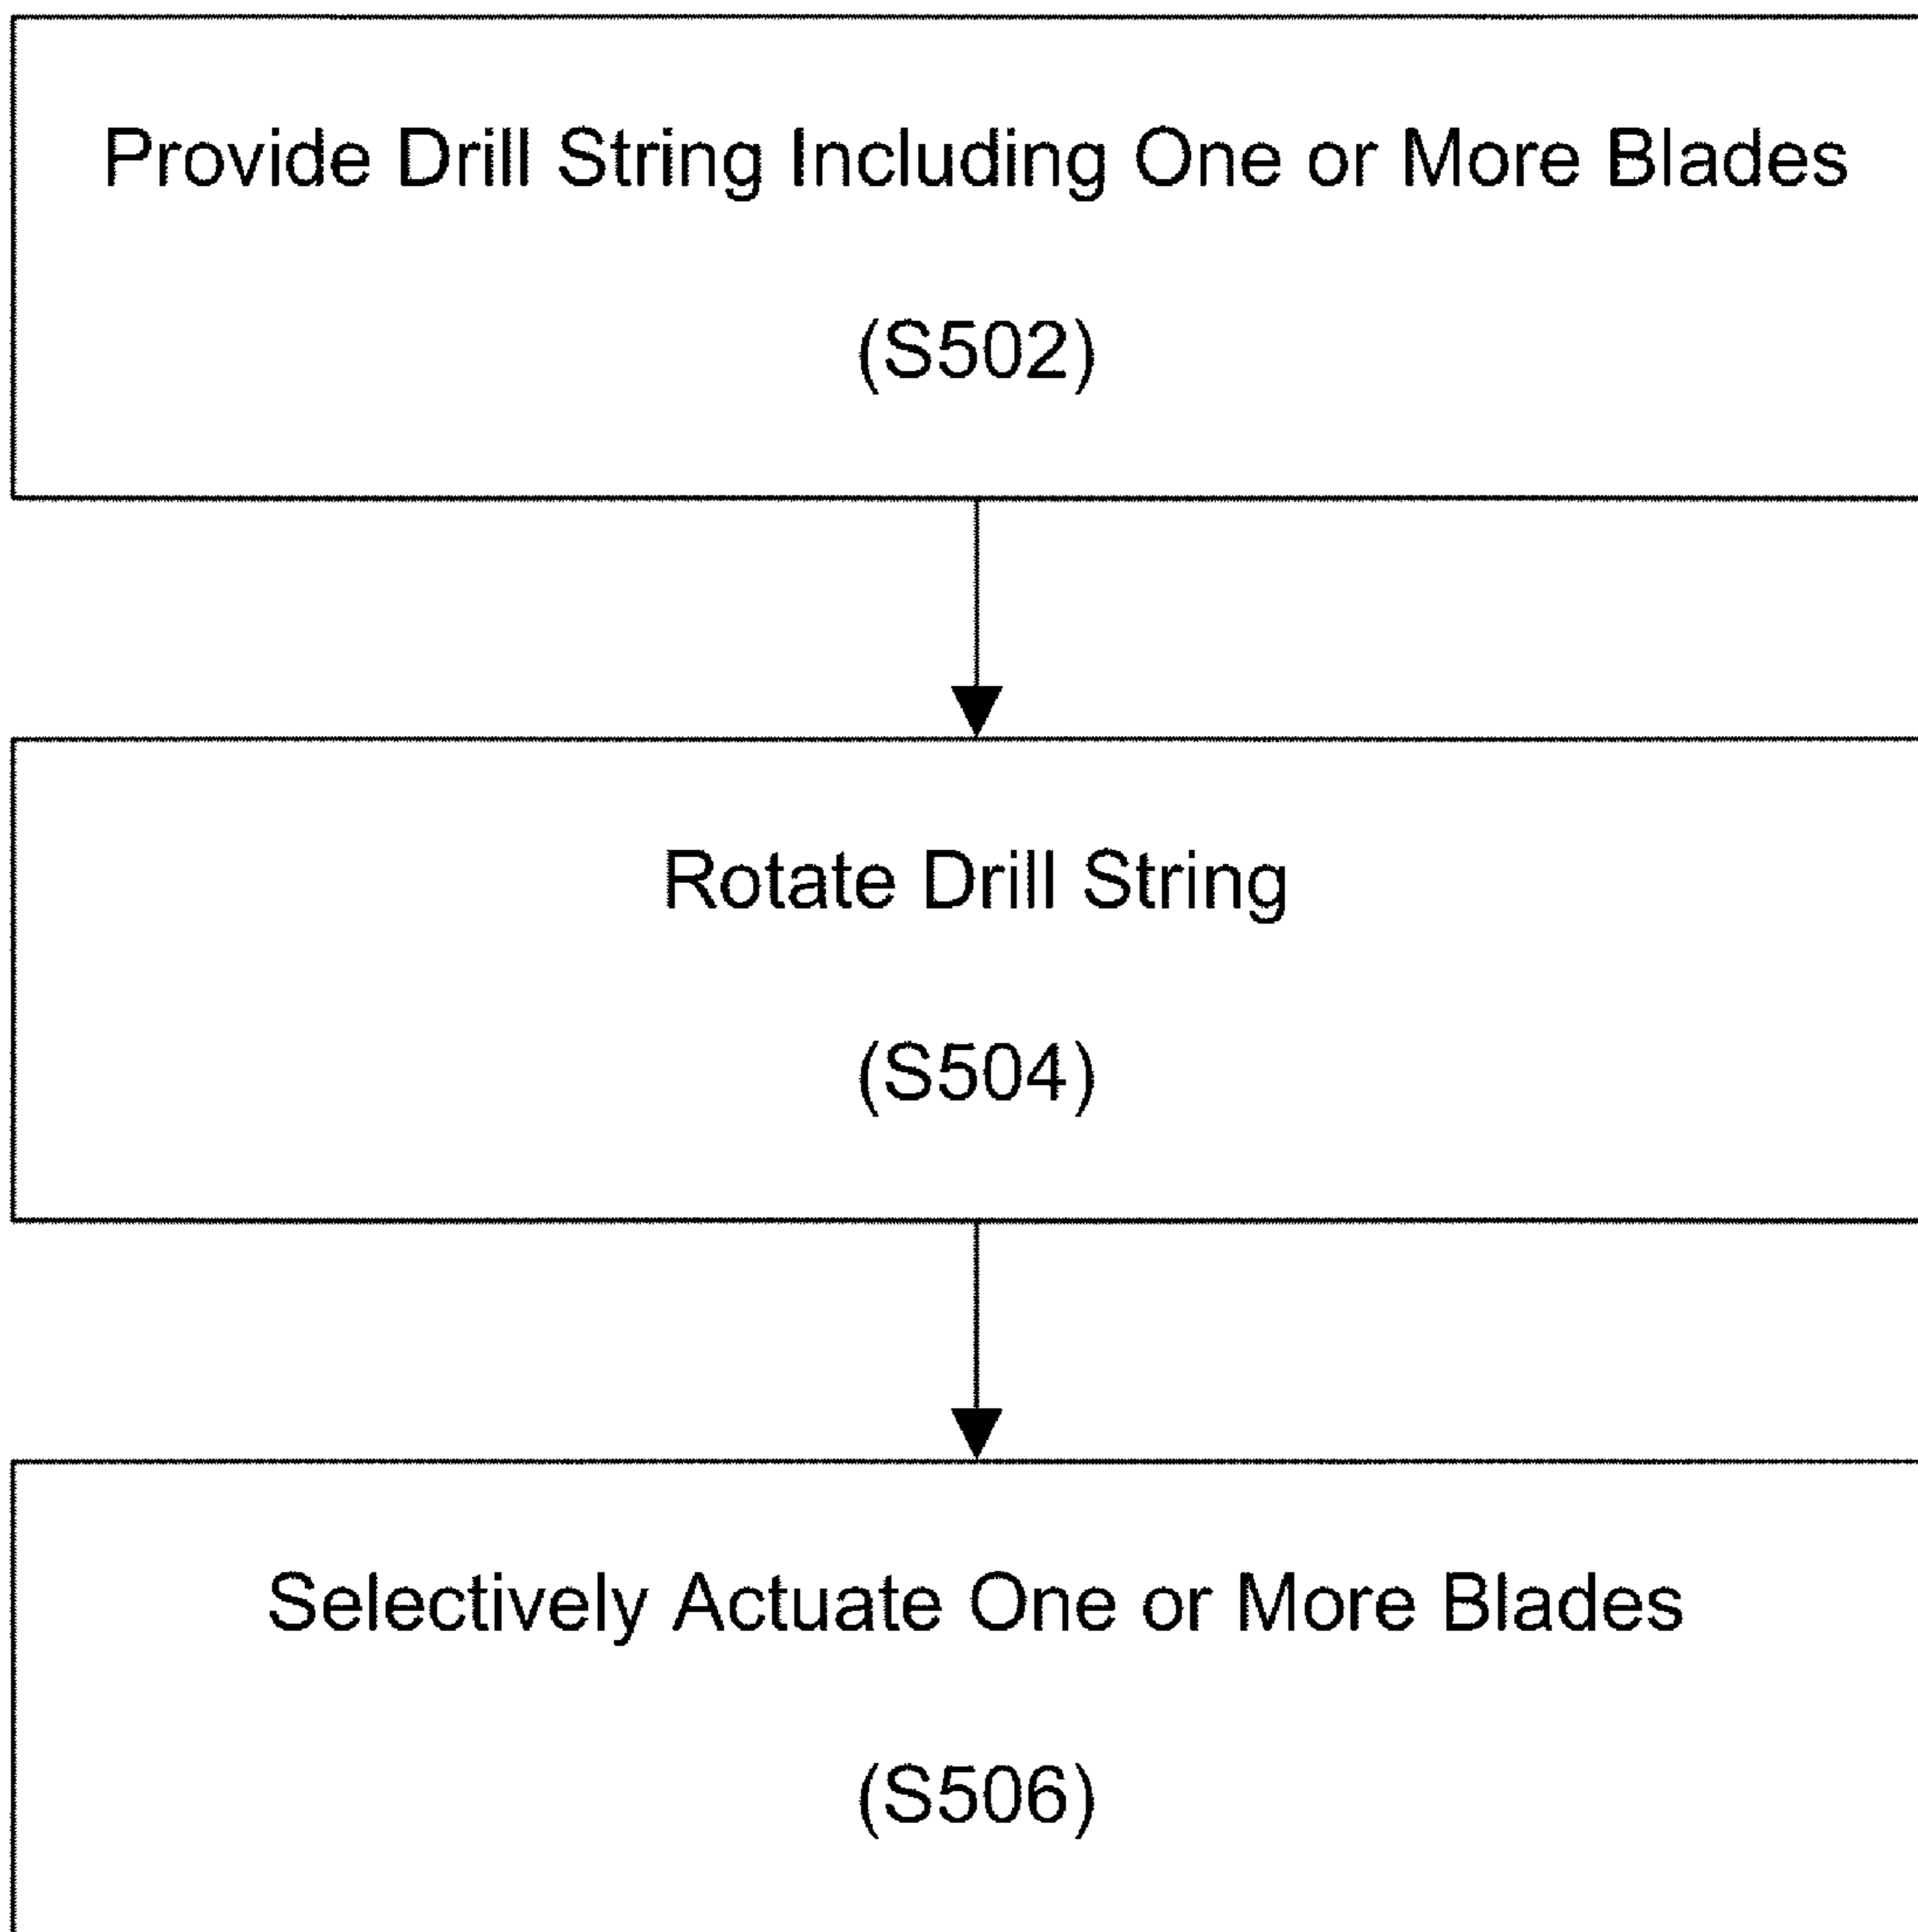 Provide Drill String Including One or More Blades
(S502)
Rotate Drill String
(S504)
Selectively Actuate One or More Blades
(S506)